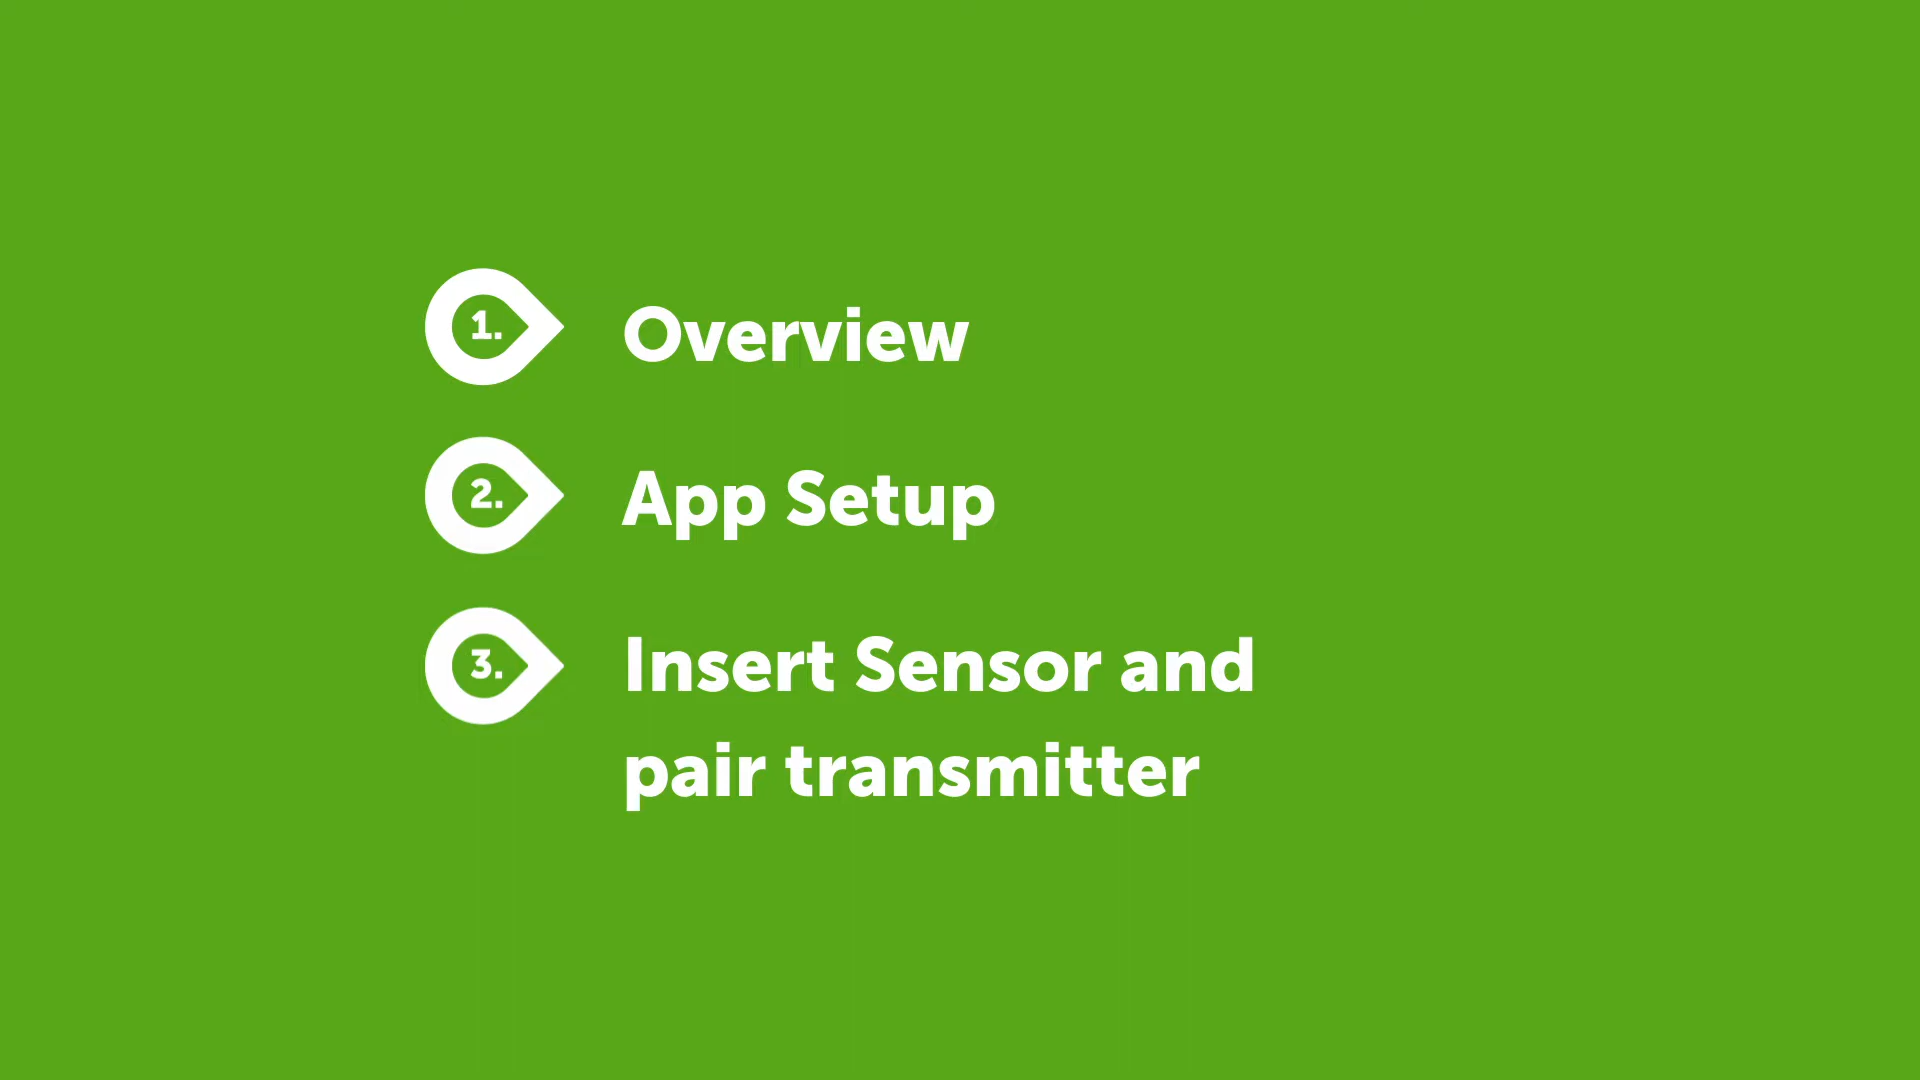 1. Overview
2. App Setup
3. Insert Sensor and
pair transmitter